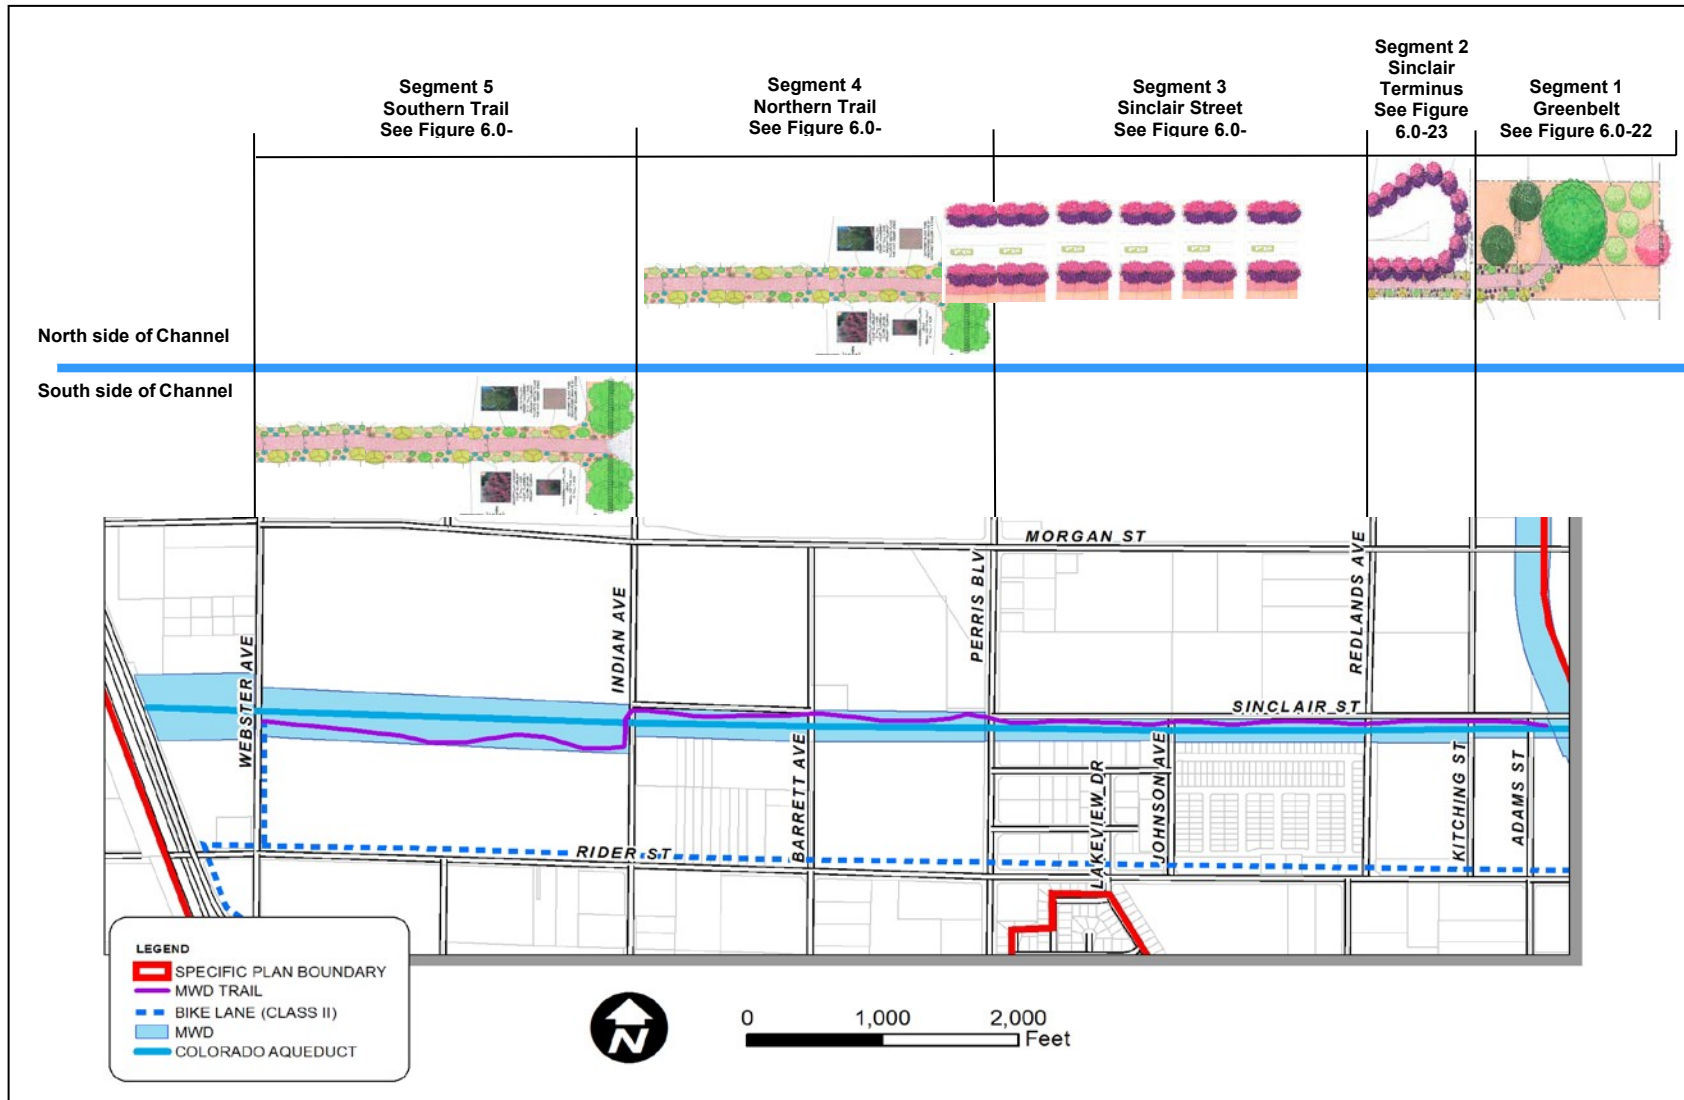 Segment 5
Southern Trail
See Figure 6.0-
Segment 4
Northern Trail
See Figure 6.0-
Segment 3
Sinclair Street
See Figure 6.0-
Segment 2
Sinclair
Terminus
See Figure
6.0-23
Segment 1
Greenbelt
See Figure 6.0-22
North side of Channel
South side of Channel
MORGAN ST
WEBSTER AVE
INDIAN AVE
PERRIS BLV
REDLANDS AVE
SINCLAIR ST
BARRETT AVE
LAKEVIEW DR
JOHNSON AVE
KITCHING ST
ADAMS ST
RIDER ST
LEGEND
SPECIFIC PLAN BOUNDARY
MWD TRAIL
BIKE LANE (CLASS II)
MWD
COLORADO AQUEDUCT
N
0 1,000 2,000
Feet